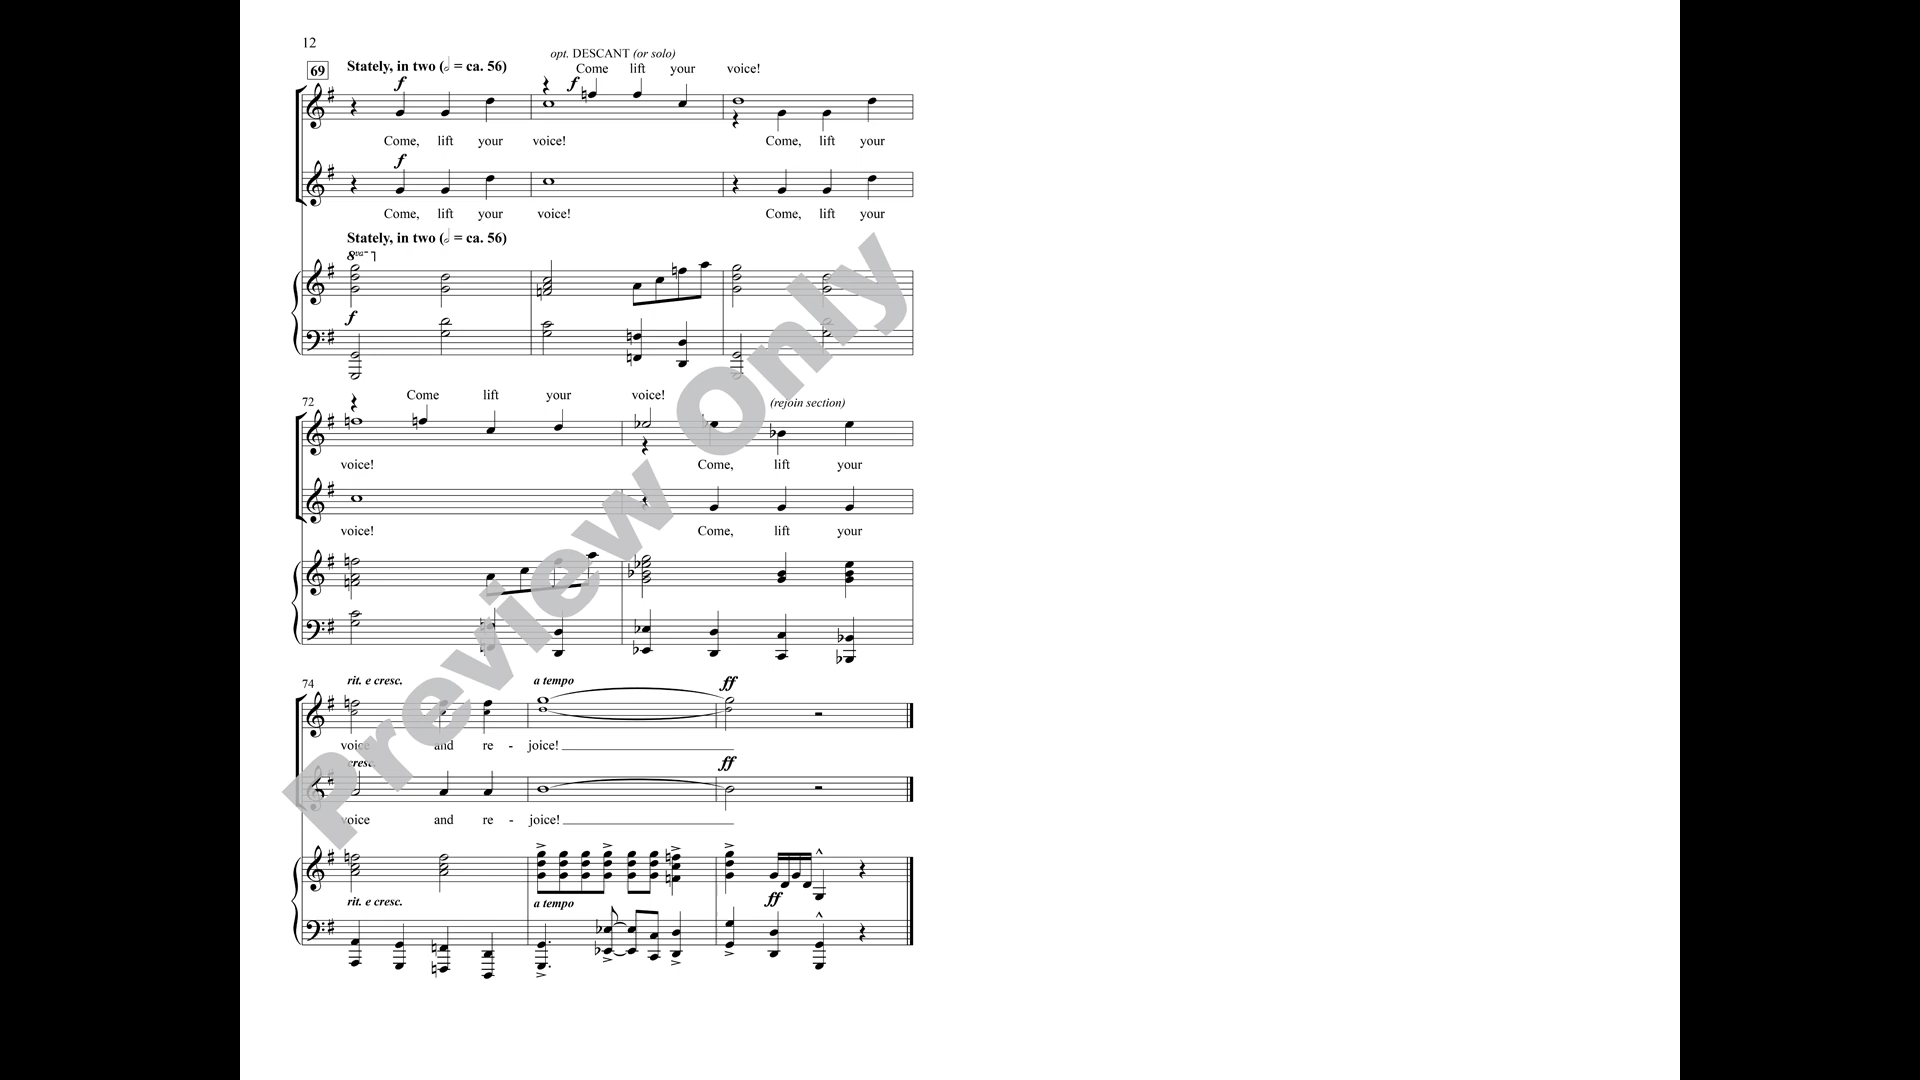 12
opt. DESCANT (or solo)
69 Stately, in two (𝅗𝅥 = ca. 56)
Come lift your voice!
f f
Come, lift your voice! Come, lift your
f
Come, lift your voice! Come, lift your
Stately, in two (𝅗𝅥 = ca. 56)
8va
f
72 Come lift your voice!
(rejoin section)
voice! Come, lift your
voice! Come, lift your
74 rit. e cresc. a tempo ff
voice and re - joice!
cresc. ff
voice and re - joice!
rit. e cresc. a tempo ff
Preview Only